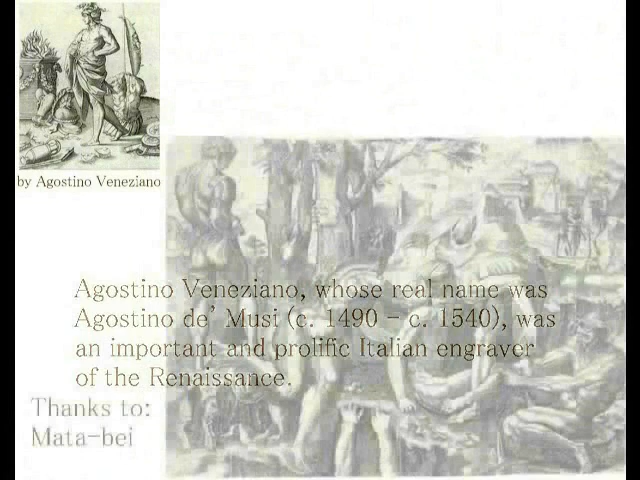 by Agostino Veneziano
Agostino Veneziano, whose real name was
Agostino de' Musi (c. 1490 - c. 1540), was
an important and prolific Italian engraver
of the Renaissance.
Thanks to:
Mata-bei